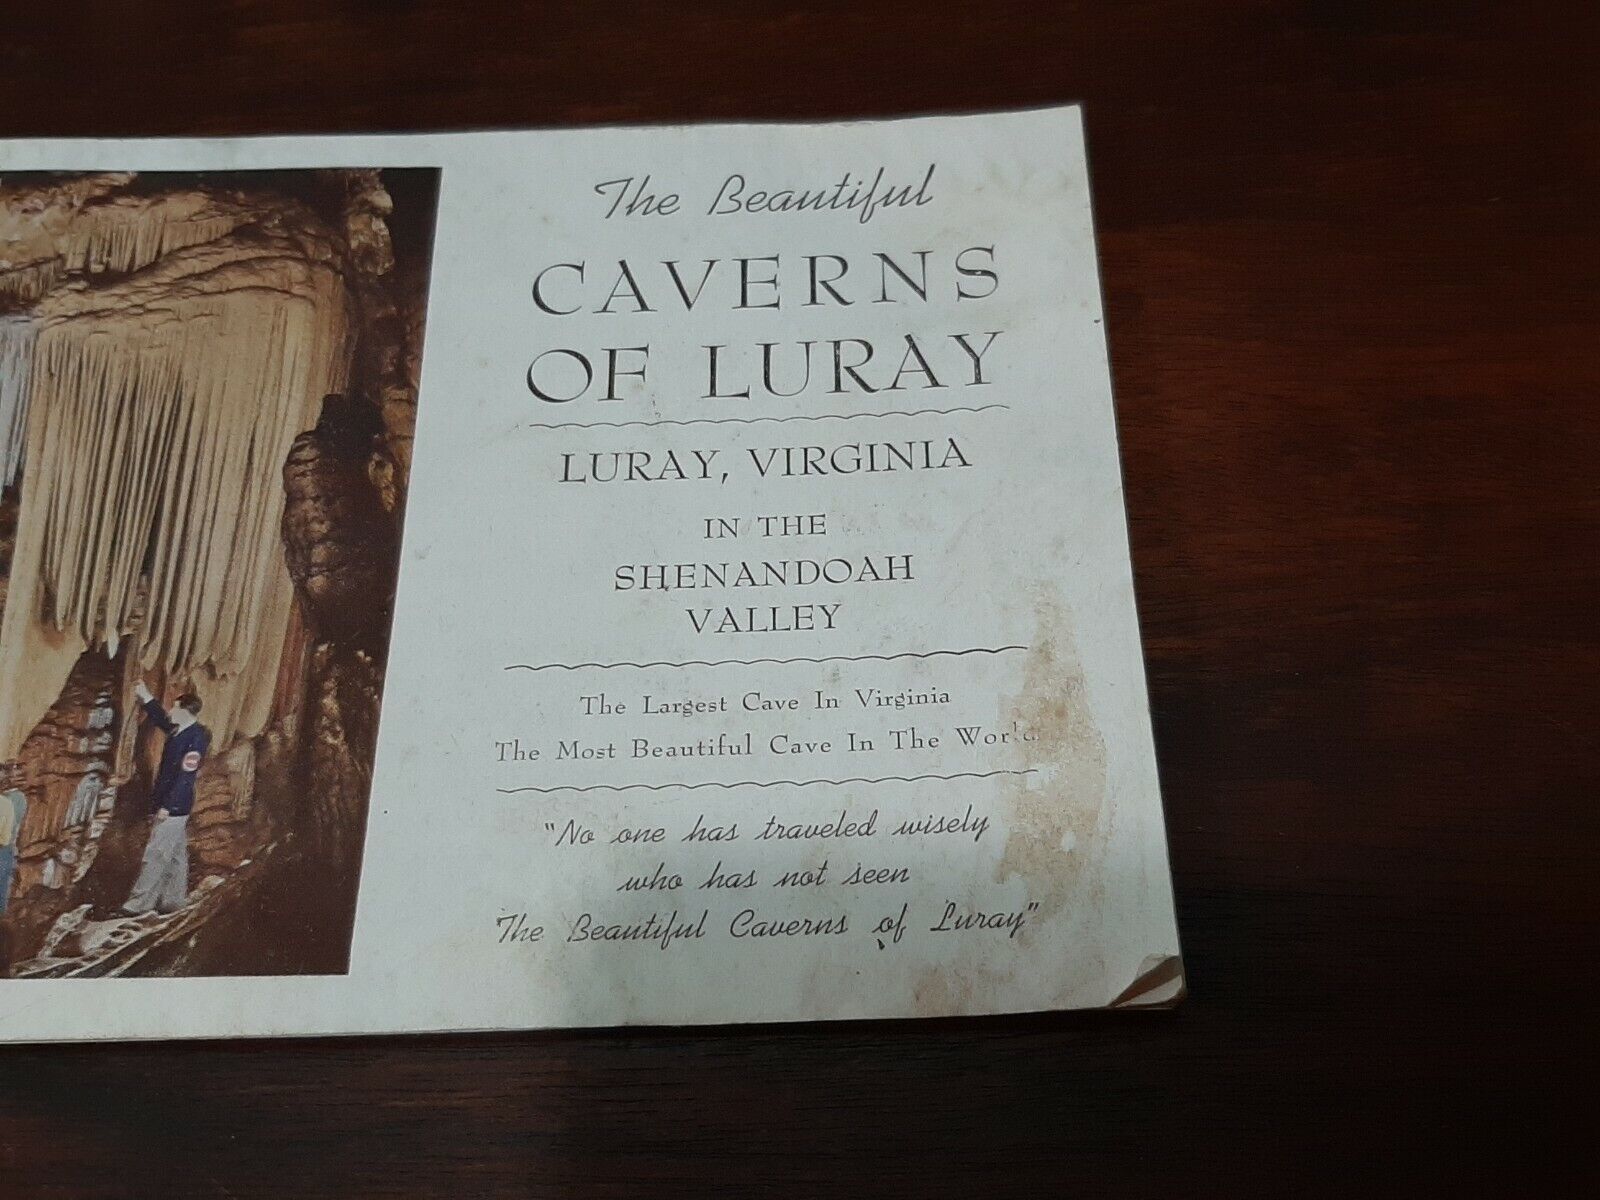 The Beautiful
CAVERNS
OF LURAY
LURAY, VIRGINIA
IN THE
SHENANDOAH
VALLEY
The Largest Cave In Virginia
The Most Beautiful Cave In The World
"No one has traveled wisely
who has not seen
The Beautiful Caverns of Luray"